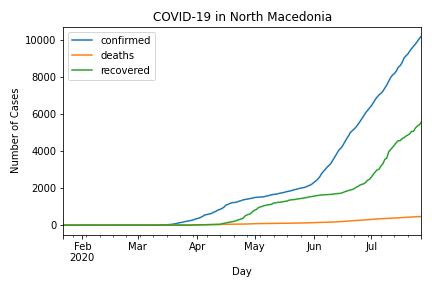 COVID-19 in North Macedonia
confirmed
deaths
recovered
Number of Cases
10000
8000
6000
4000
2000
0
Feb
2020
Mar
Apr
May
Jun
Jul
Day